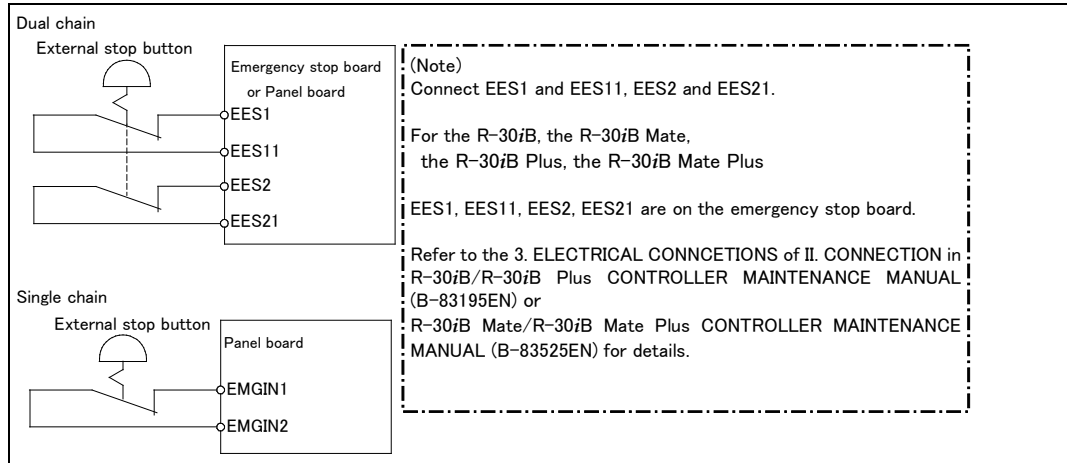 Dual chain
External stop button
Emergency stop board
or Panel board
EES1
EES11
EES2
EES21
Single chain
External stop button
Panel board
EMGIN1
EMGIN2
(Note)
Connect EES1 and EES11, EES2 and EES21.
For the R-30iB, the R-30iB Mate,
the R-30iB Plus, the R-30iB Mate Plus
EES1, EES11, EES2, EES21 are on the emergency stop board.
Refer to the 3. ELECTRICAL CONNCETIONS of II. CONNECTION in
R-30iB/R-30iB Plus CONTROLLER MAINTENANCE MANUAL
(B-83195EN) or
R-30iB Mate/R-30iB Mate Plus CONTROLLER MAINTENANCE
MANUAL (B-83525EN) for details.